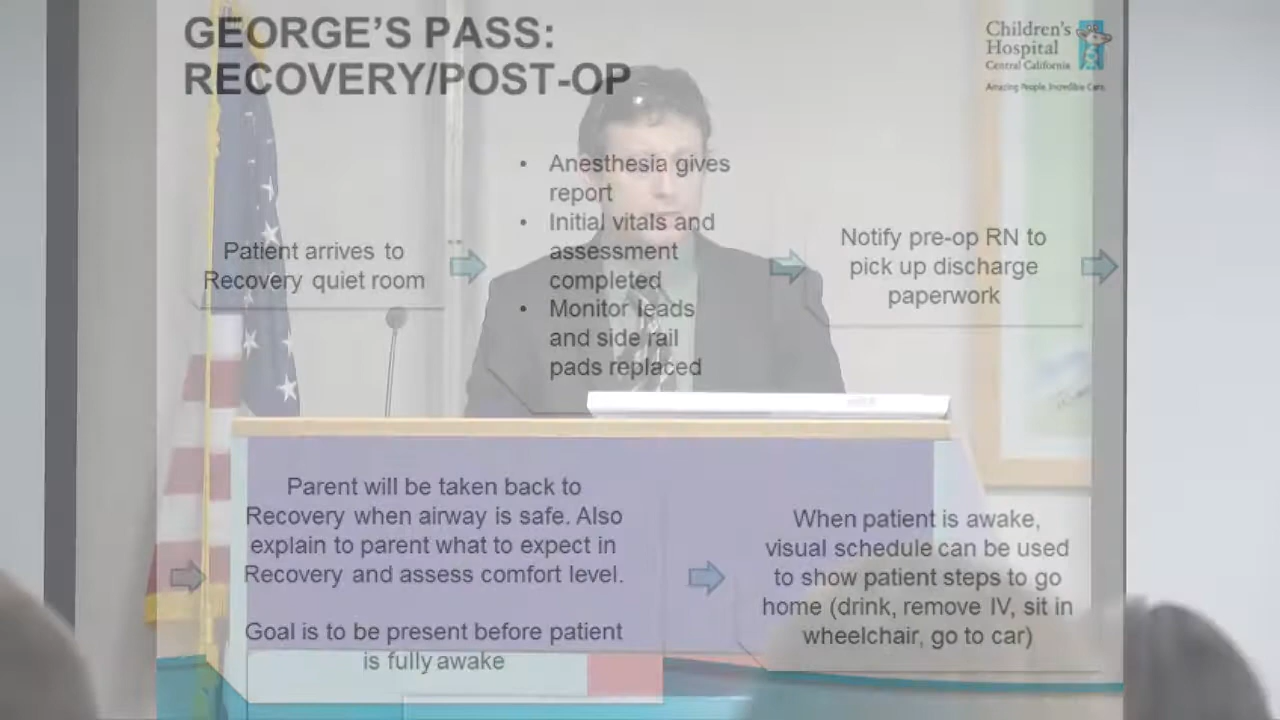 GEORGE'S PASS:
RECOVERY/POST-OP
Children's
Hospital
Central California
Amazing People. Incredible Care.
Patient arrives to
Recovery quiet room
• Anesthesia gives
report
• Initial vitals and
assessment
completed
• Monitor leads
and side rail
pads replaced
Notify pre-op RN to
pick up discharge
paperwork
Parent will be taken back to
Recovery when airway is safe. Also
explain to parent what to expect in
Recovery and assess comfort level.
Goal is to be present before patient
is fully awake
When patient is awake,
visual schedule can be used
to show patient steps to go
home (drink, remove IV, sit in
wheelchair, go to car)